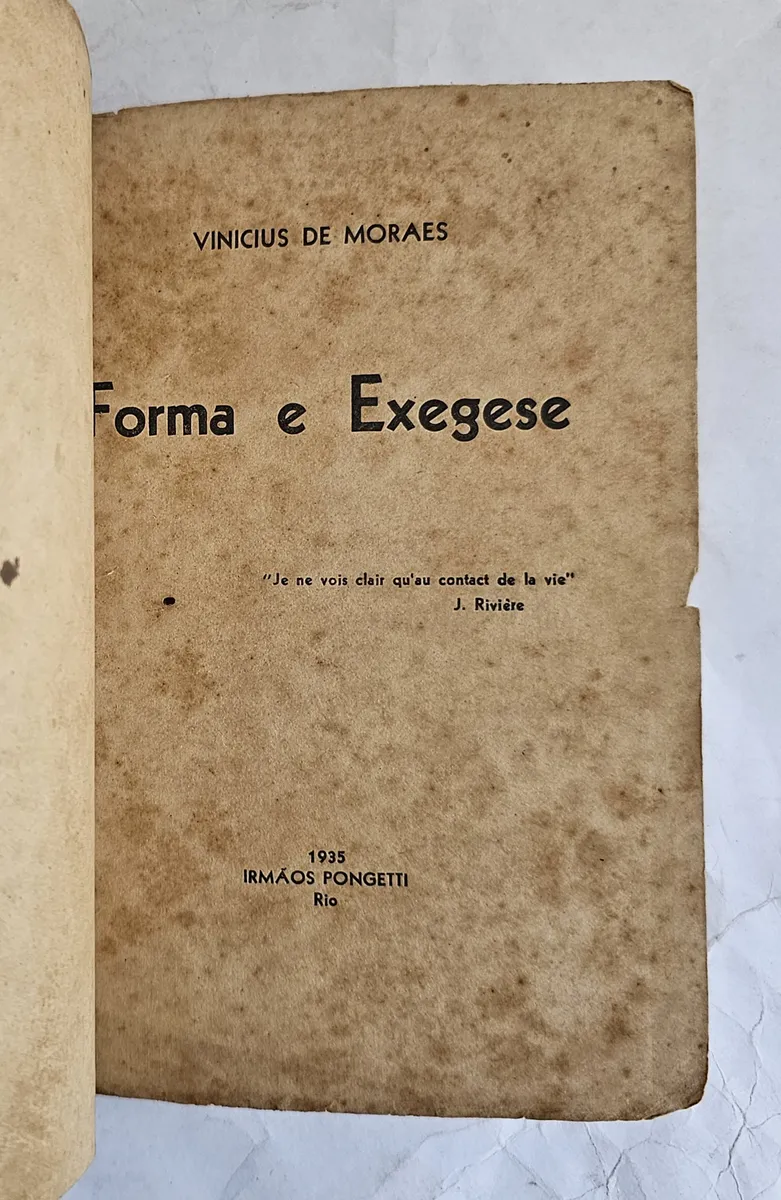 VINICIUS DE MORAES
Forma e Exegese
"Je ne vois clair qu'au contact de la vie"
J. Rivière
1935
IRMÃOS PONGETTI
Rio